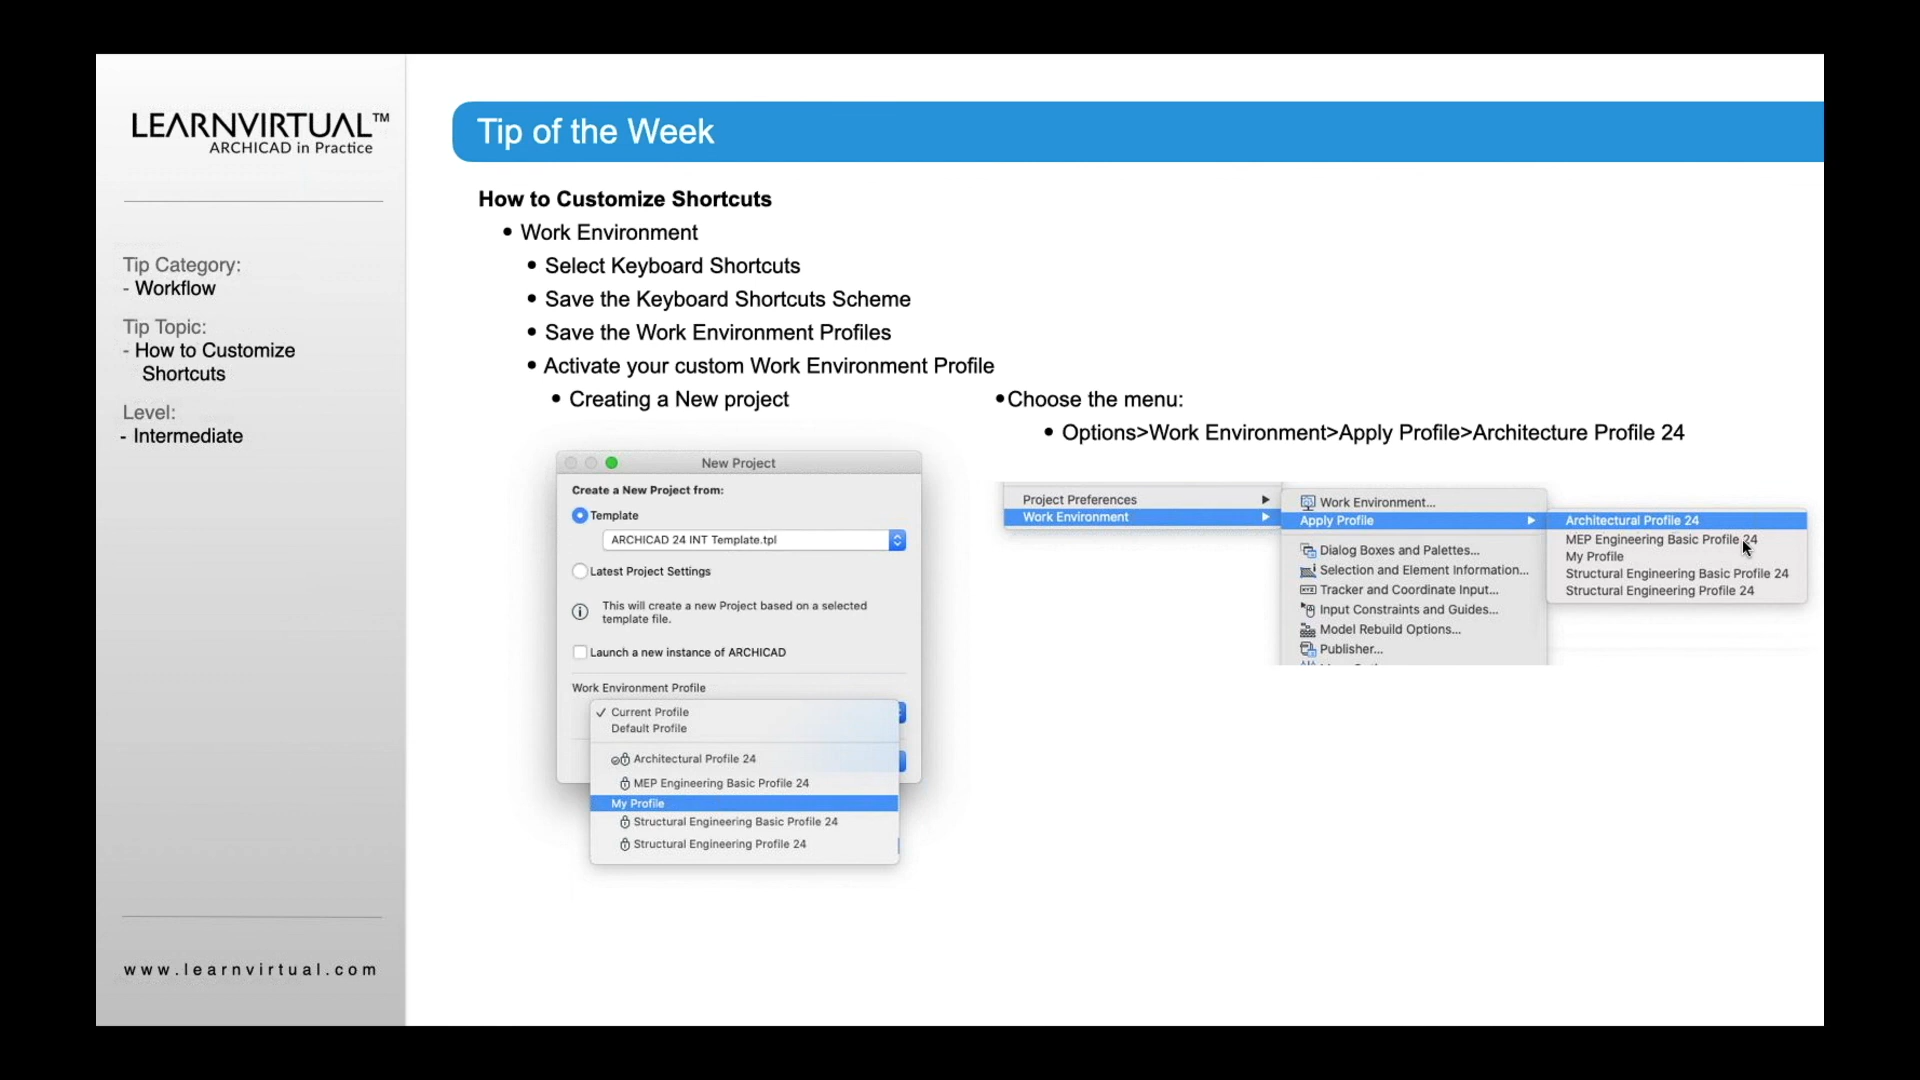 LEARNVIRTUAL™
ARCHICAD in Practice
Tip Category:
- Workflow
Tip Topic:
- How to Customize
Shortcuts
Level:
- Intermediate
www.learnvirtual.com
Tip of the Week
How to Customize Shortcuts
• Work Environment
• Select Keyboard Shortcuts
• Save the Keyboard Shortcuts Scheme
• Save the Work Environment Profiles
• Activate your custom Work Environment Profile
• Creating a New project
New Project
Create a New Project from:
Template
ARCHICAD 24 INT Template.tpl
Latest Project Settings
This will create a new Project based on a selected
template file.
Launch a new instance of ARCHICAD
Work Environment Profile
✓ Current Profile
Default Profile
Architectural Profile 24
MEP Engineering Basic Profile 24
My Profile
Structural Engineering Basic Profile 24
Structural Engineering Profile 24
• Choose the menu:
• Options>Work Environment>Apply Profile>Architecture Profile 24
Project Preferences
Work Environment
Work Environment...
Apply Profile
Dialog Boxes and Palettes...
Selection and Element Information...
Tracker and Coordinate Input...
Input Constraints and Guides...
Model Rebuild Options...
Publisher...
Architectural Profile 24
MEP Engineering Basic Profile 24
My Profile
Structural Engineering Basic Profile 24
Structural Engineering Profile 24